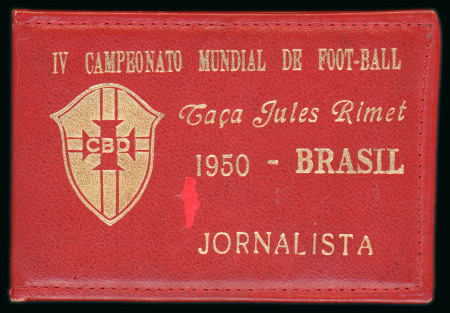 IV CAMPEONATO MUNDIAL DE FOOT-BALL
Taça Jules Rimet
CBD
1950 - BRASIL
JORNALISTA